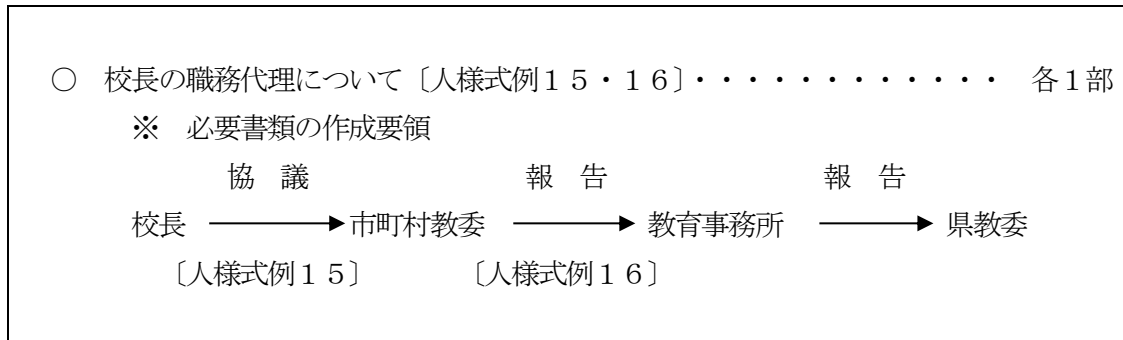 ○ 校長の職務代理について〔人様式例１５・１６〕・・・・・・・・・・・・ 各１部
※ 必要書類の作成要領
協 議 報 告 報 告
校長 → 市町村教委 → 教育事務所 → 県教委
〔人様式例１５〕 〔人様式例１６〕